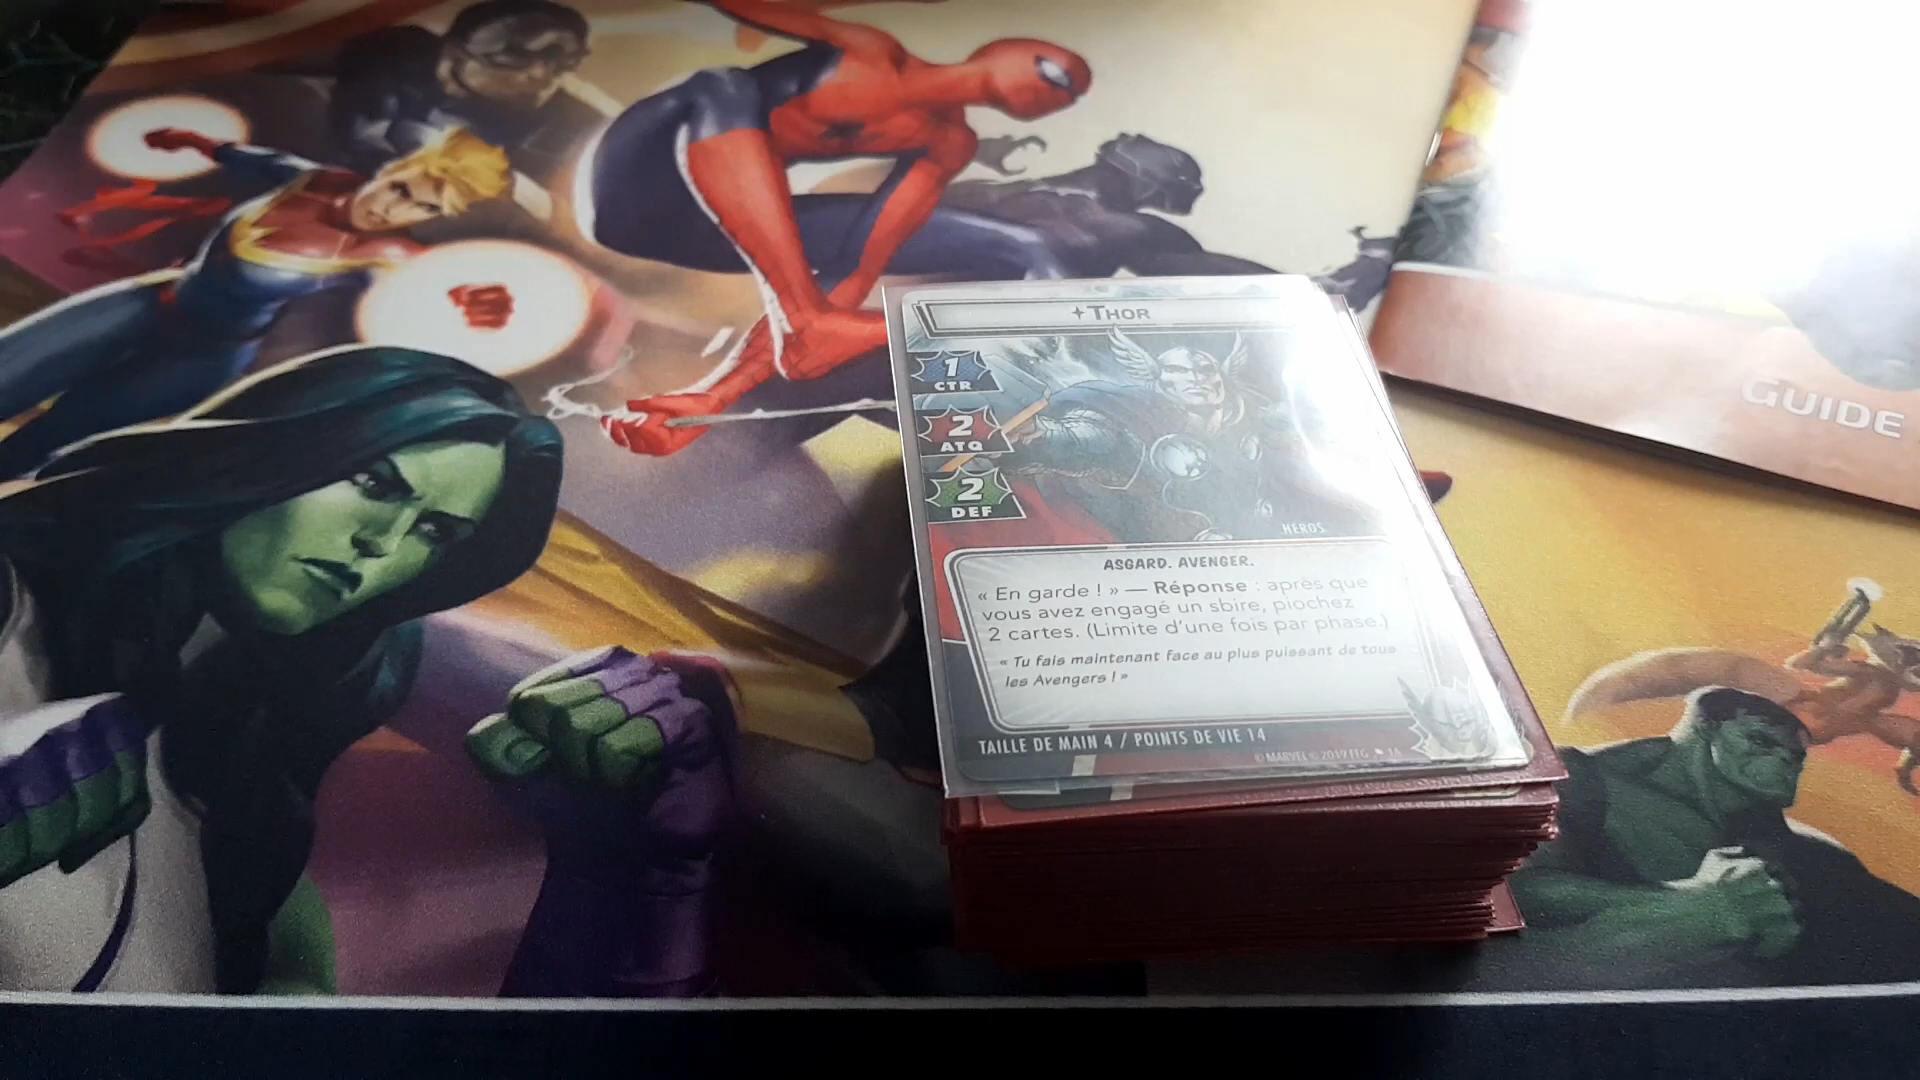 THOR
1
CTR
2
ATQ
2
DEF
HÉROS
ASGARD. AVENGER.
« En garde ! » — Réponse : après que
vous avez engagé un sbire, piochez
2 cartes. (Limite d'une fois par phase.)
« Tu fais maintenant face au plus puissant de tous
les Avengers ! »
TAILLE DE MAIN 4 / POINTS DE VIE 14
© MARVEL © 2019 FFG 1A
GUIDE